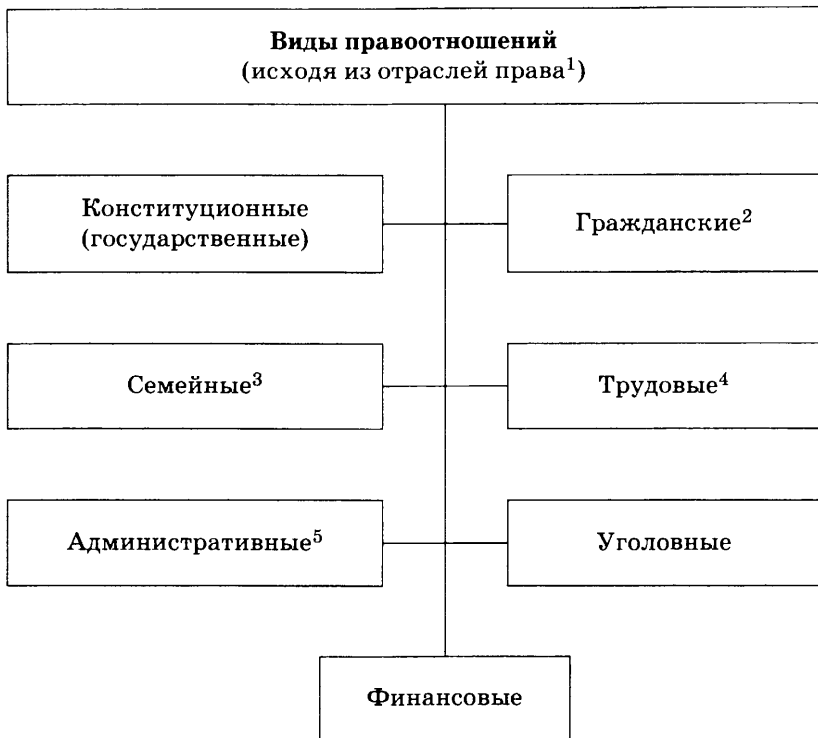 Виды правоотношений
(исходя из отраслей права¹)
Конституционные
(государственные)
Гражданские²
Семейные³
Трудовые⁴
Административные⁵
Уголовные
Финансовые